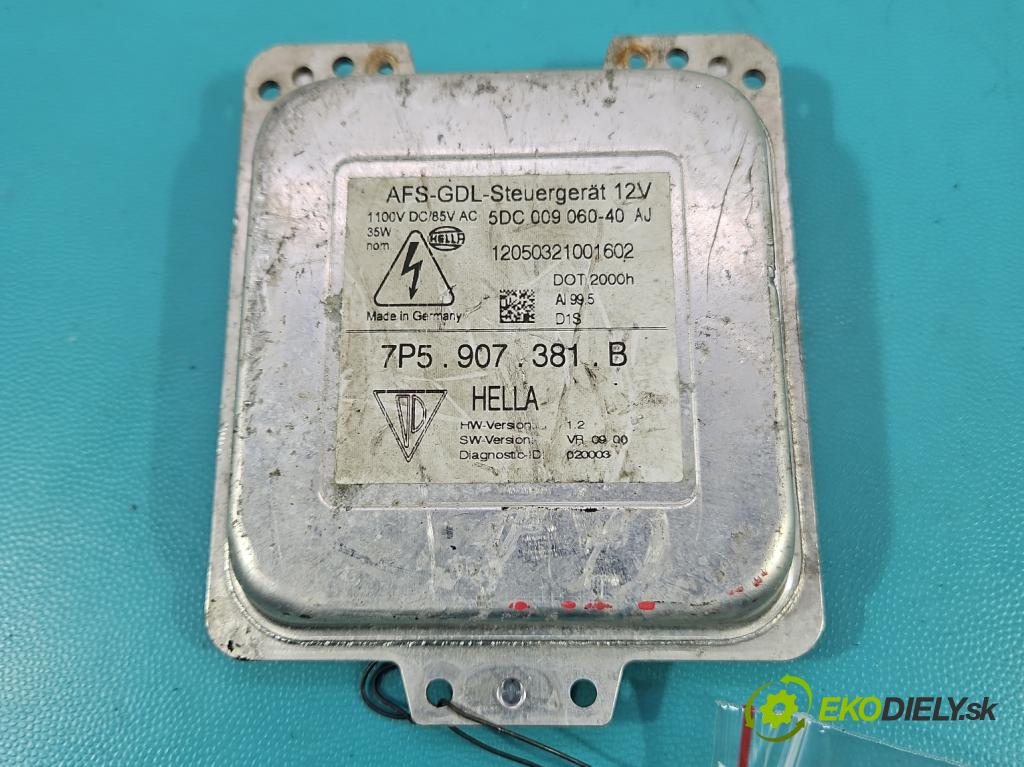 AFS-GDL-Steuergerät 12V
1100V DC/85V AC 5DC 009 060-40 AJ
35W
nom.
HELLA
12050321001602
DOT 2000h
AI 99.5
D1S
Made in Germany
7P5.907.381.B
HELLA
HW-Version: 1.2
SW-Version: VR 09 00
Diagnostic-ID: 020003
EKODIELY.sk